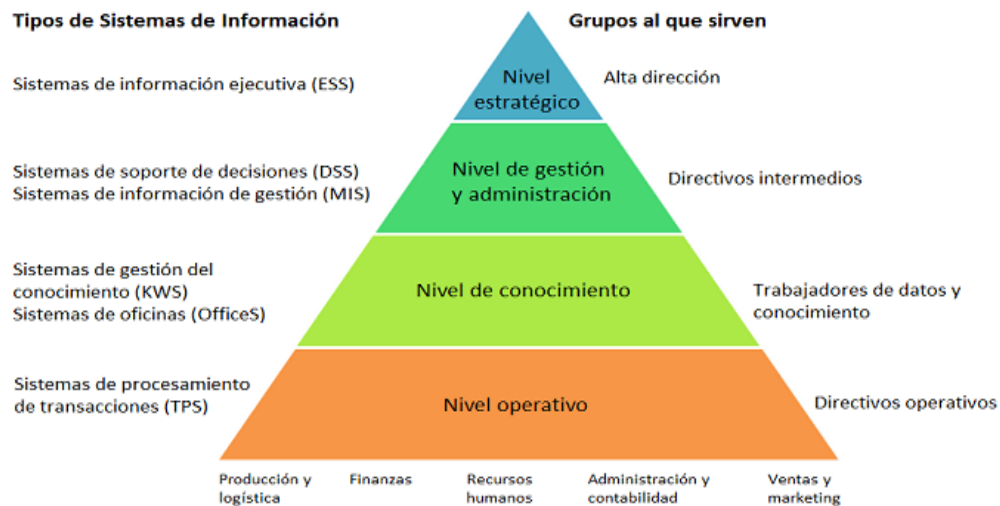 Tipos de Sistemas de Información
Grupos al que sirven
Sistemas de información ejecutiva (ESS)
Nivel
estratégico
Alta dirección
Sistemas de soporte de decisiones (DSS)
Sistemas de información de gestión (MIS)
Nivel de gestión
y administración
Directivos intermedios
Sistemas de gestión del
conocimiento (KWS)
Sistemas de oficinas (OfficeS)
Nivel de conocimiento
Trabajadores de datos y
conocimiento
Sistemas de procesamiento
de transacciones (TPS)
Nivel operativo
Directivos operativos
Producción y
logística
Finanzas
Recursos
humanos
Administración y
contabilidad
Ventas y
marketing